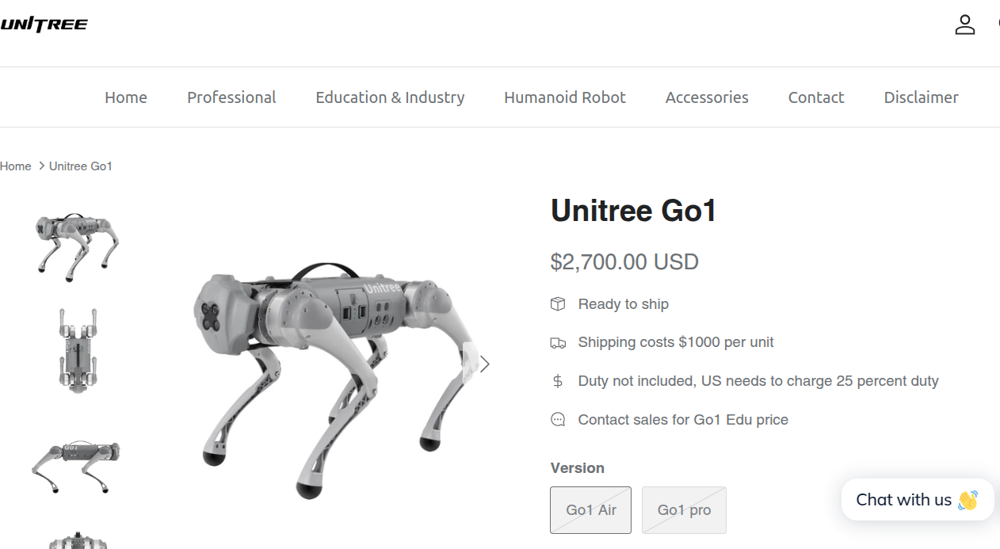 UNITREE
Home Professional Education & Industry Humanoid Robot Accessories Contact Disclaimer
Home > Unitree Go1
Unitree Go1
$2,700.00 USD
Ready to ship
Shipping costs $1000 per unit
Duty not included, US needs to charge 25 percent duty
Contact sales for Go1 Edu price
Version
Go1 Air Go1 pro
Chat with us 👋
Unitree
Go1